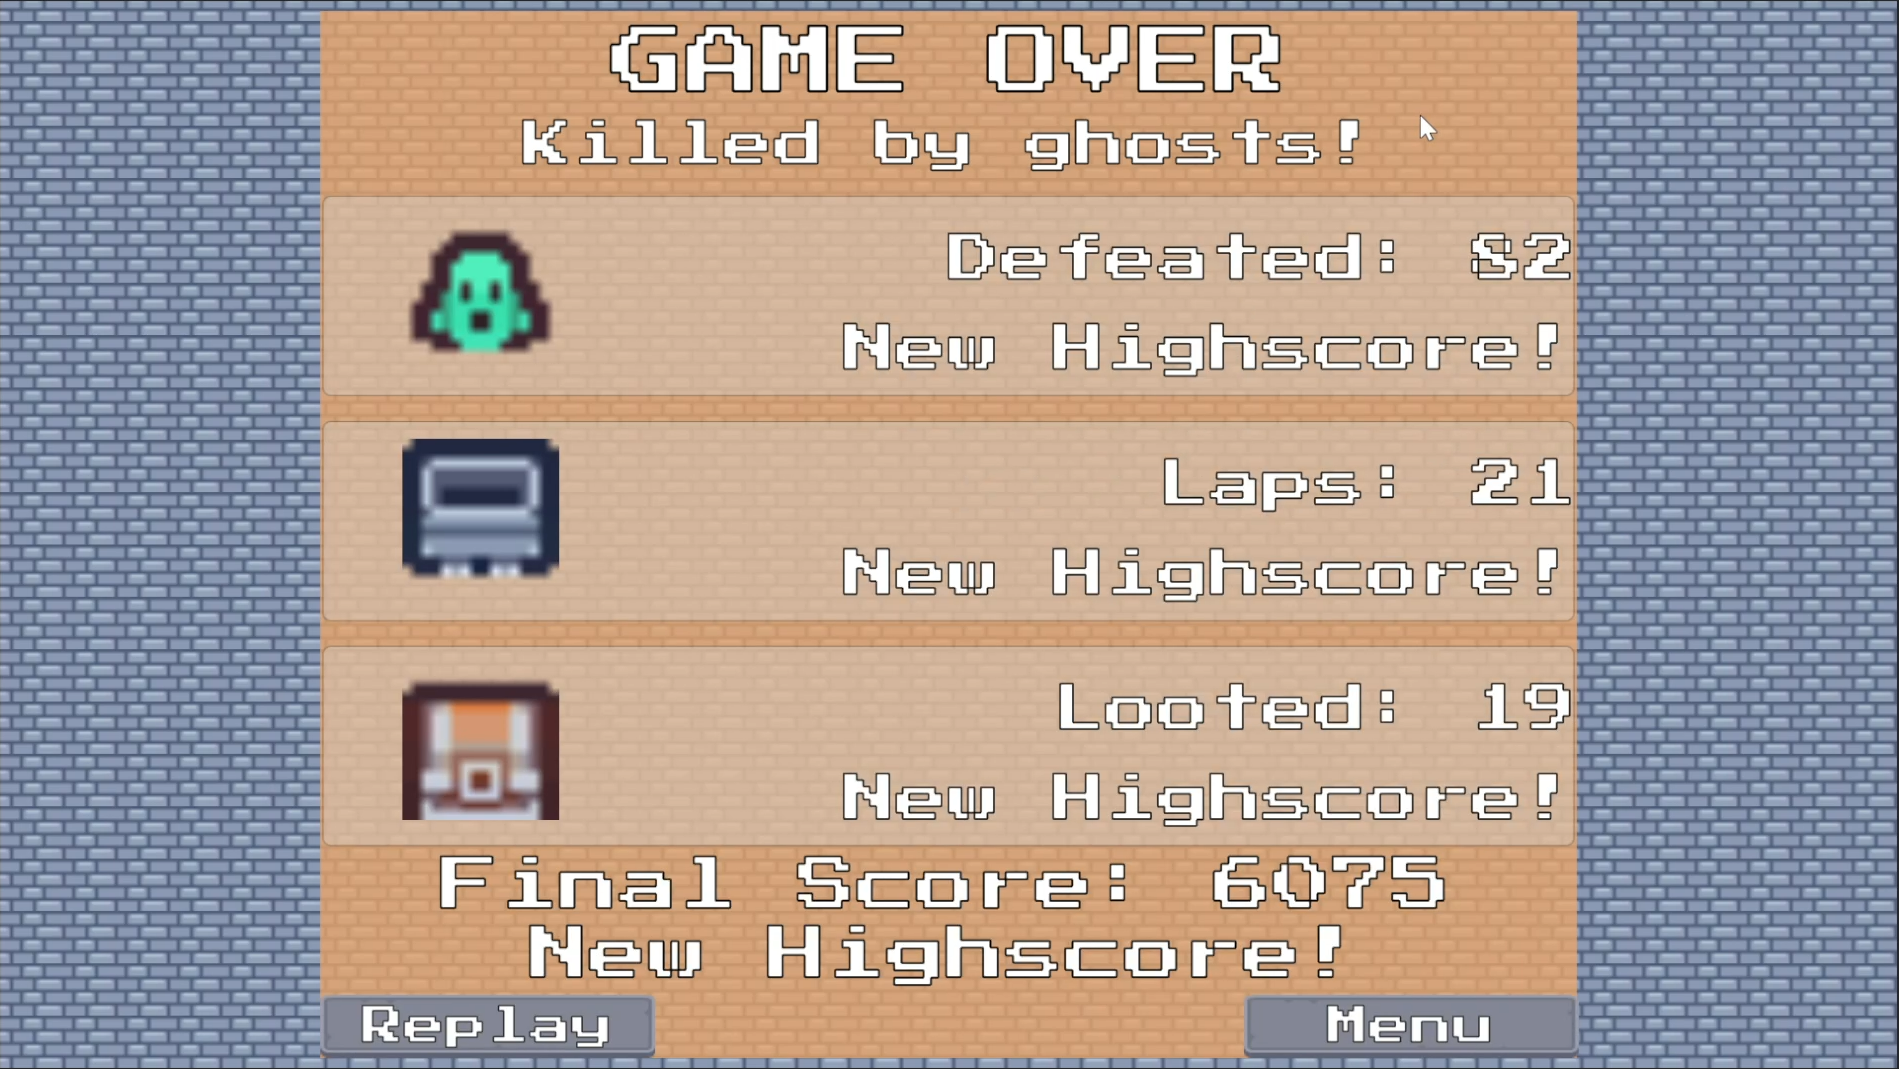 GAME OVER
Killed by ghosts!
Defeated: 82
New Highscore!
Laps: 21
New Highscore!
Looted: 19
New Highscore!
Final Score: 6075
New Highscore!
Replay
Menu